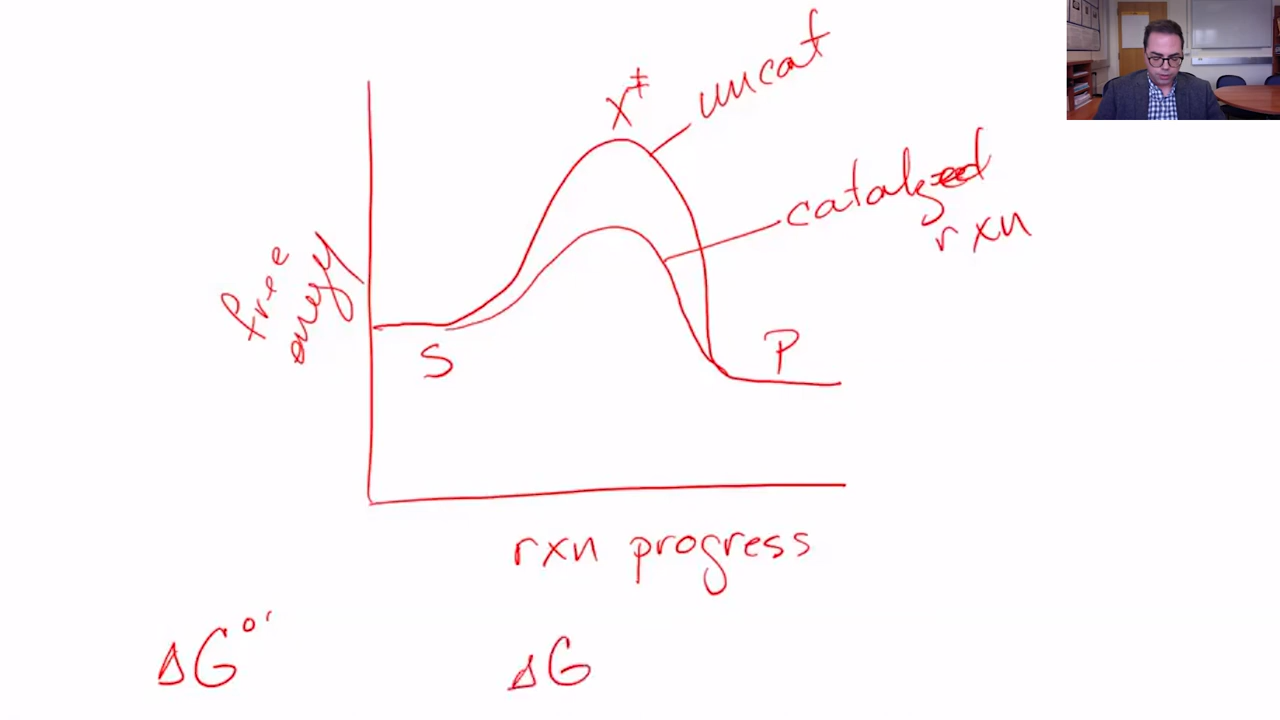 X‡
uncat
catalyzed
rxn
free
energy
S
P
rxn progress
ΔG°'
ΔG